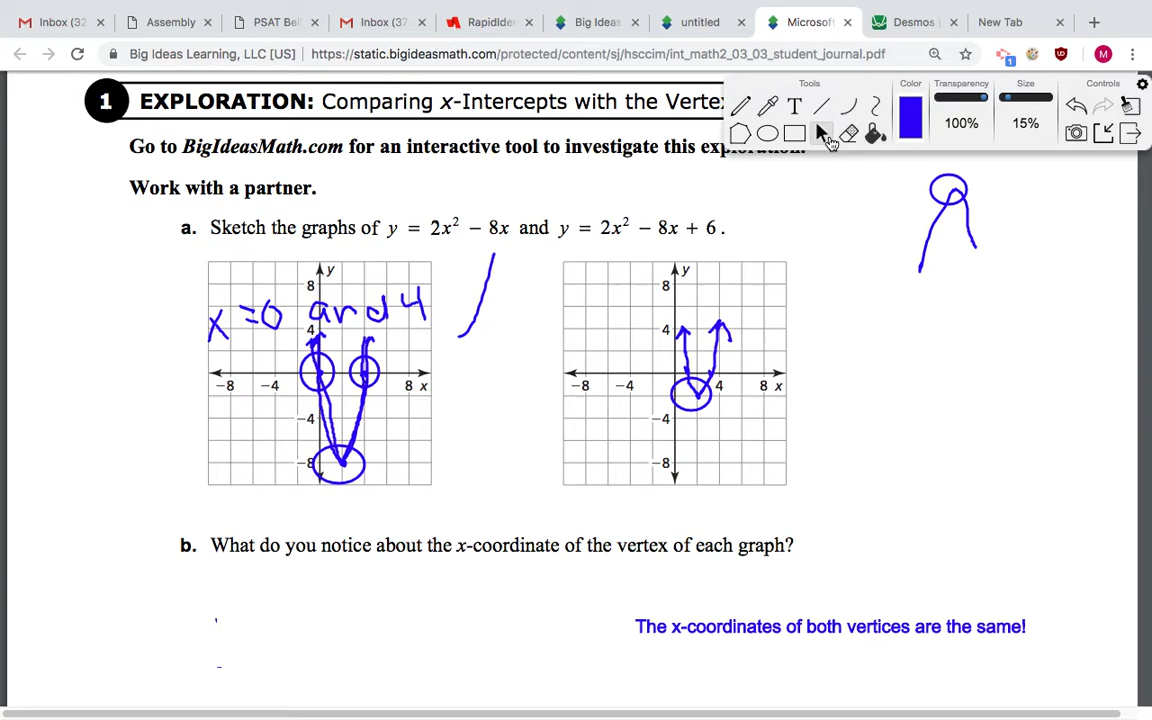 Inbox (32
Assembly
PSAT Bel
Inbox (37
RapidIder
Big Ideas
untitled
Microsof
Desmos
New Tab
Big Ideas Learning, LLC [US]
https://static.bigideasmath.com/protected/content/sj/hsccim/int_math2_03_03_student_journal.pdf
1
M
Tools
Color
Transparency
Size
Controls
100%
15%
1 EXPLORATION: Comparing x-Intercepts with the Verte
Go to BigIdeasMath.com for an interactive tool to investigate this exploration.
Work with a partner.
a. Sketch the graphs of y = 2x² − 8x and y = 2x² − 8x + 6.
y
8
x = 0 and 4
4
−8
−4
8 x
−4
−8
y
8
4
−8
−4
4
8 x
−4
−8
b. What do you notice about the x-coordinate of the vertex of each graph?
The x-coordinates of both vertices are the same!